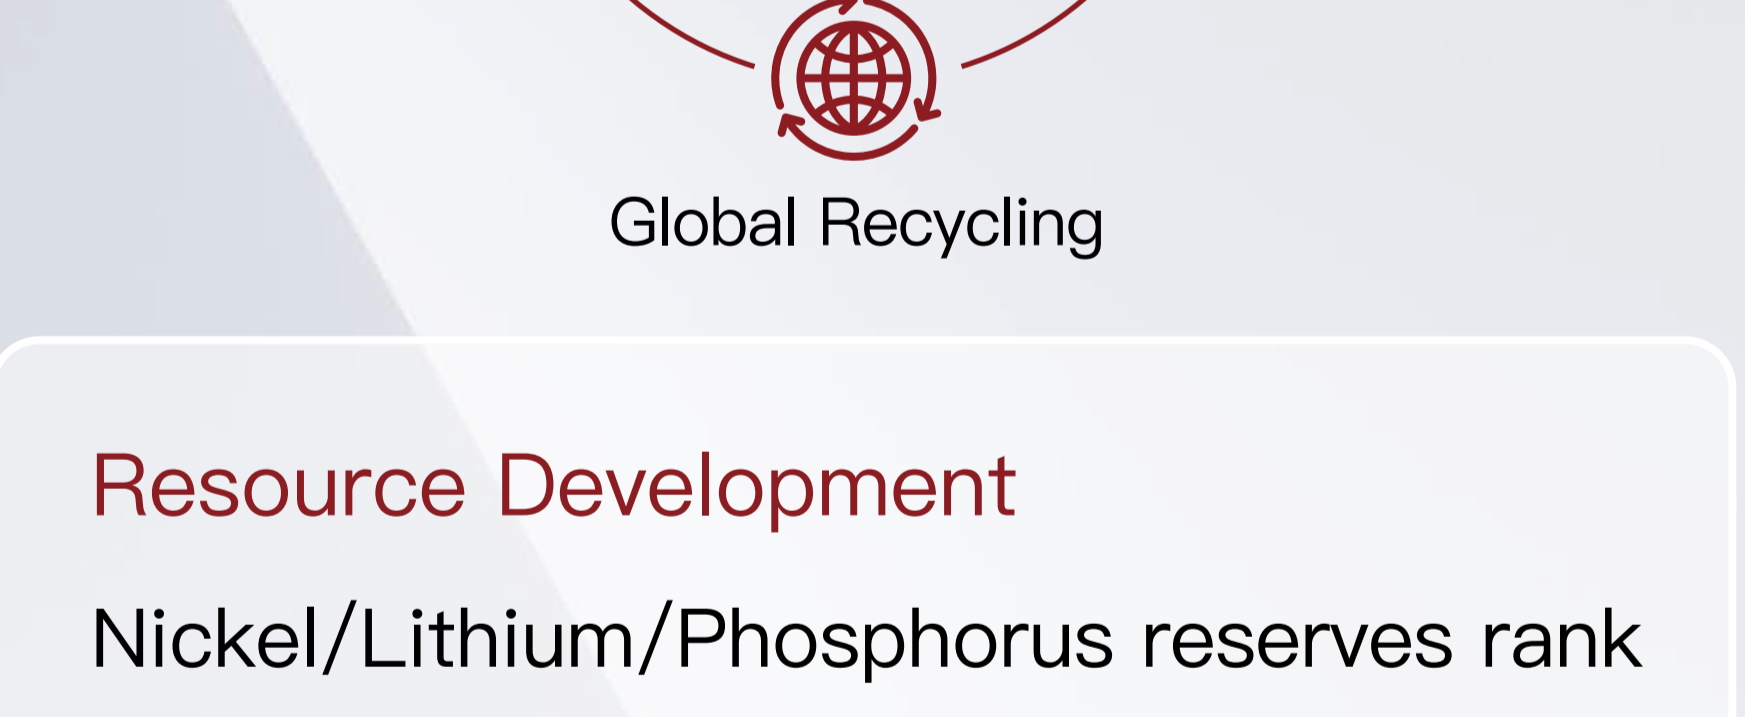 Global Recycling
Resource Development
Nickel/Lithium/Phosphorus reserves rank